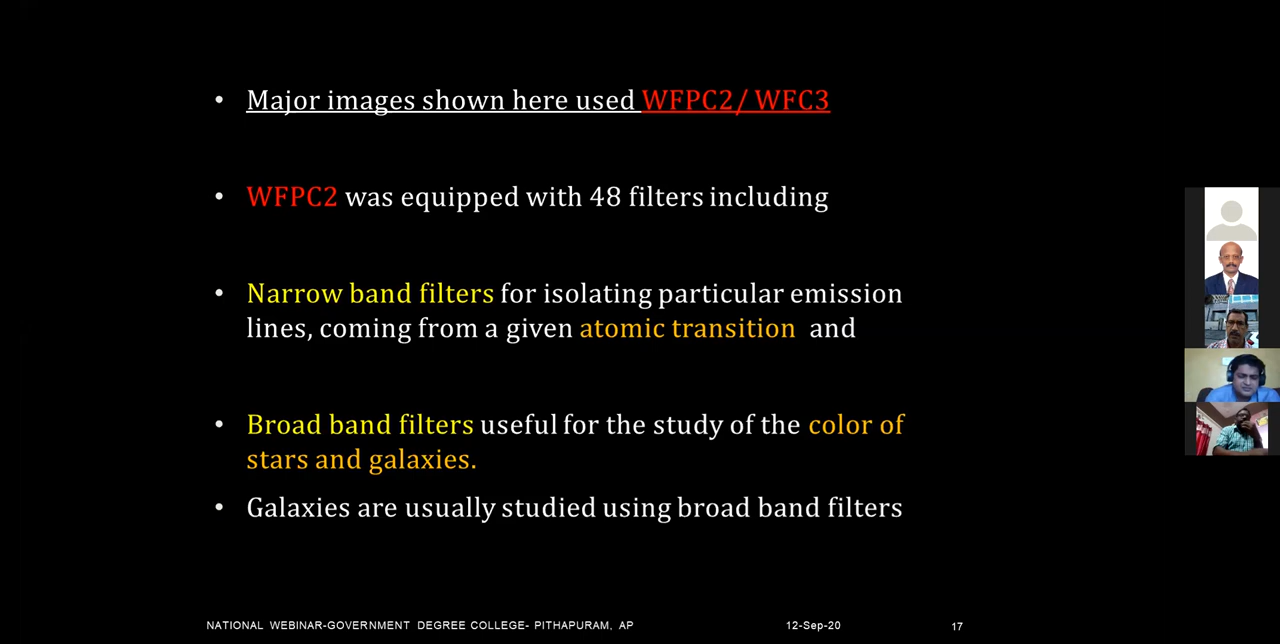 • Major images shown here used WFPC2/ WFC3
• WFPC2 was equipped with 48 filters including
• Narrow band filters for isolating particular emission
lines, coming from a given atomic transition and
• Broad band filters useful for the study of the color of
stars and galaxies.
• Galaxies are usually studied using broad band filters
NATIONAL WEBINAR-GOVERNMENT DEGREE COLLEGE- PITHAPURAM, AP 12-Sep-20 17